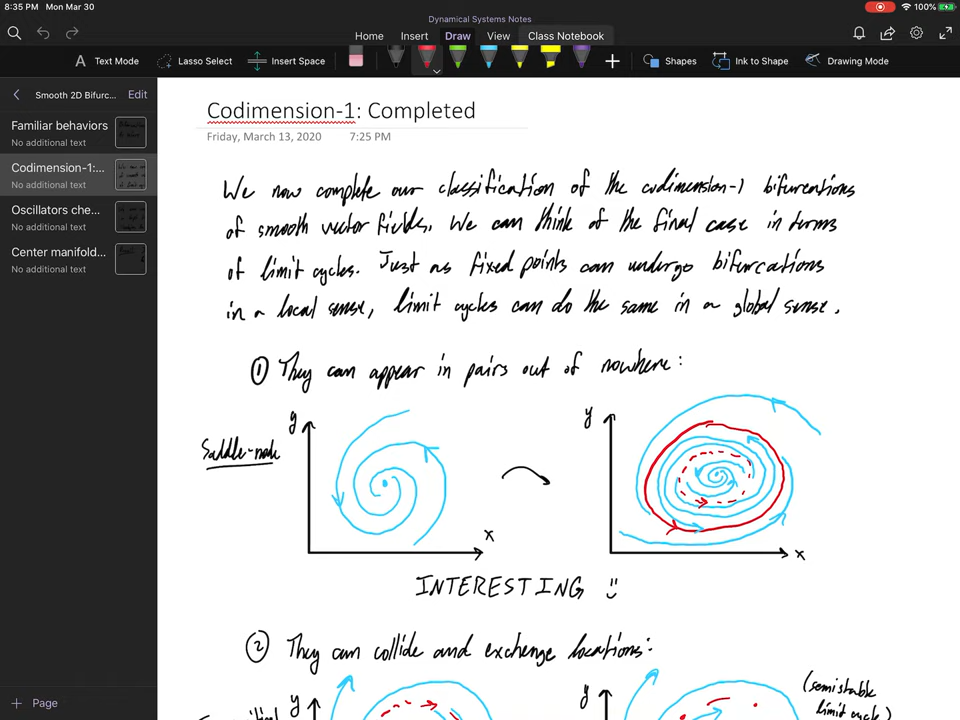 8:35 PM Mon Mar 30
100%
Dynamical Systems Notes
Home Insert Draw View Class Notebook
Text Mode Lasso Select Insert Space Shapes Ink to Shape Drawing Mode
Smooth 2D Bifurc... Edit
Familiar behaviors
No additional text
Codimension-1:...
No additional text
Oscillators che...
No additional text
Center manifold...
No additional text
Page
Codimension-1: Completed
Friday, March 13, 2020 7:25 PM
We now complete our classification of the codimension-1 bifurcations
of smooth vector fields. We can think of the final case in terms
of limit cycles. Just as fixed points can undergo bifurcations
in a local sense, limit cycles can do the same in a global sense.
① They can appear in pairs out of nowhere:
Saddle-node
y
x
y
x
INTERESTING
② They can collide and exchange locations:
y
y
(semistable
limit cycle)